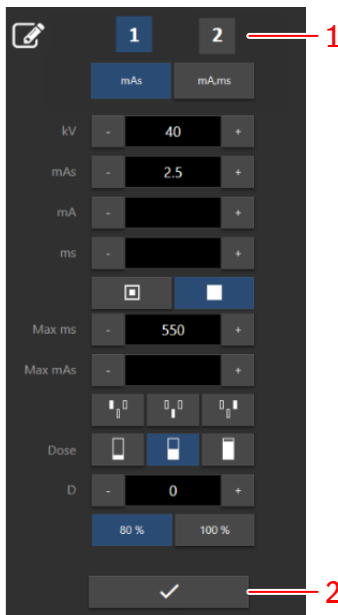 1 2 1
mAs mA,ms
kV - 40 +
mAs - 2.5 +
mA - +
ms - +
Max ms - 550 +
Max mAs - +
Dose
D - 0 +
80 % 100 %
2